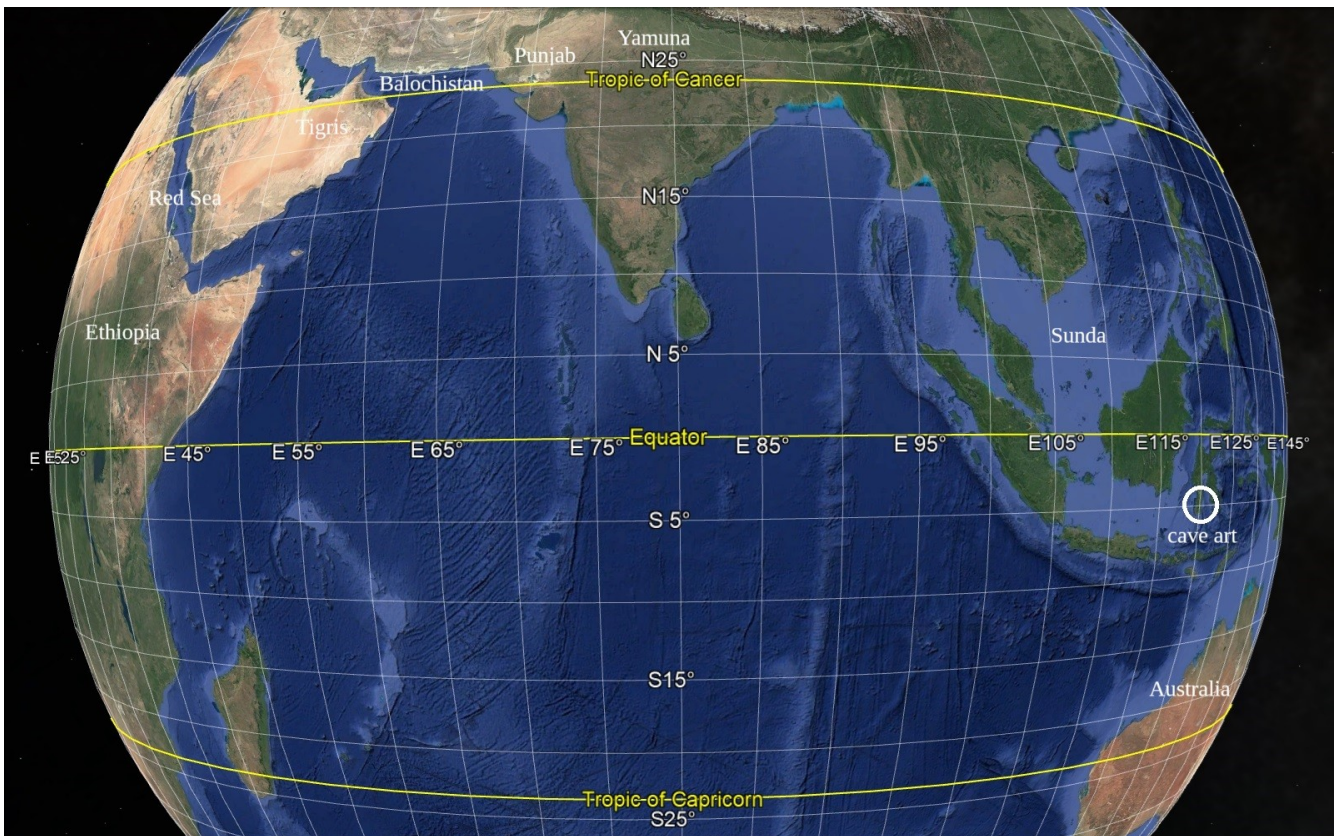 Yamuna
Punjab
N25°
Tropic of Cancer
Balochistan
Tigris
Red Sea
N15°
Ethiopia
Sunda
N 5°
Equator
E 45°
E 55°
E 65°
E 75°
E 85°
E 95°
E105°
E115°
E125°
E145°
S 5°
cave art
S15°
Australia
Tropic of Capricorn
S25°